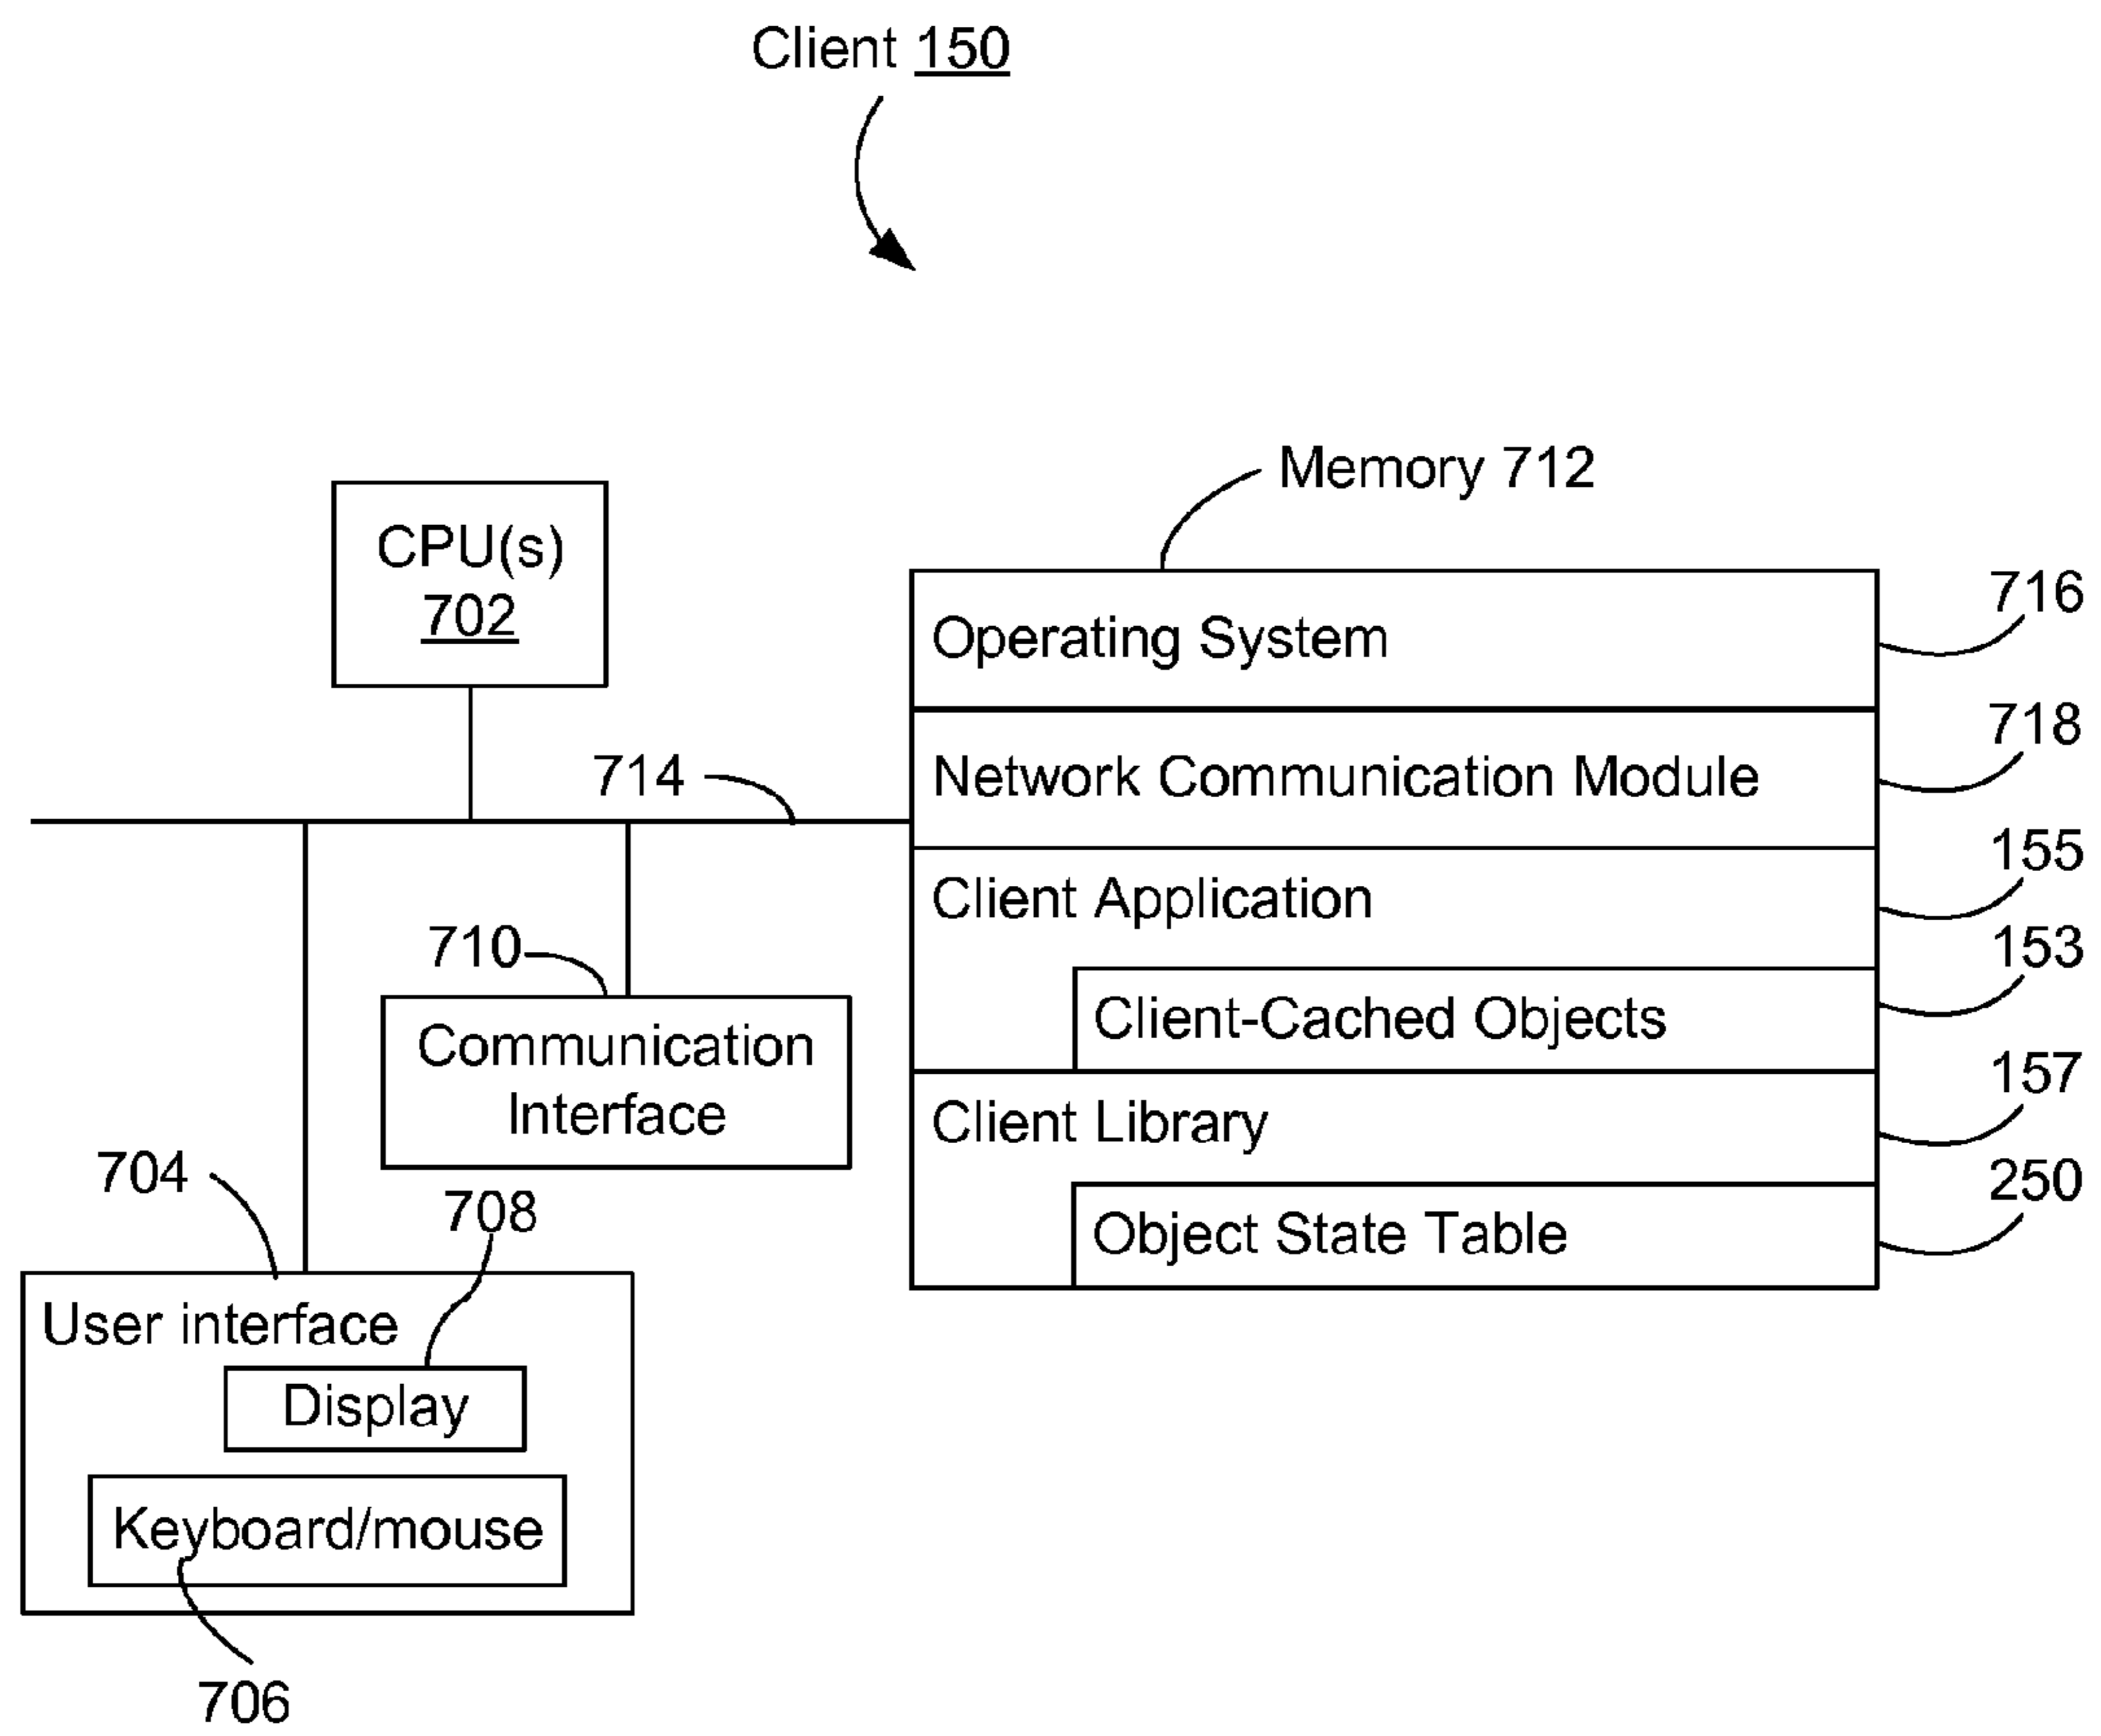 Client 150
Memory 712
CPU(s)
702
716
Operating System
718
714
Network Communication Module
155
Client Application
710
153
Communication
Interface
Client-Cached Objects
157
Client Library
704
708
250
Object State Table
User interface
Display
Keyboard/mouse
706